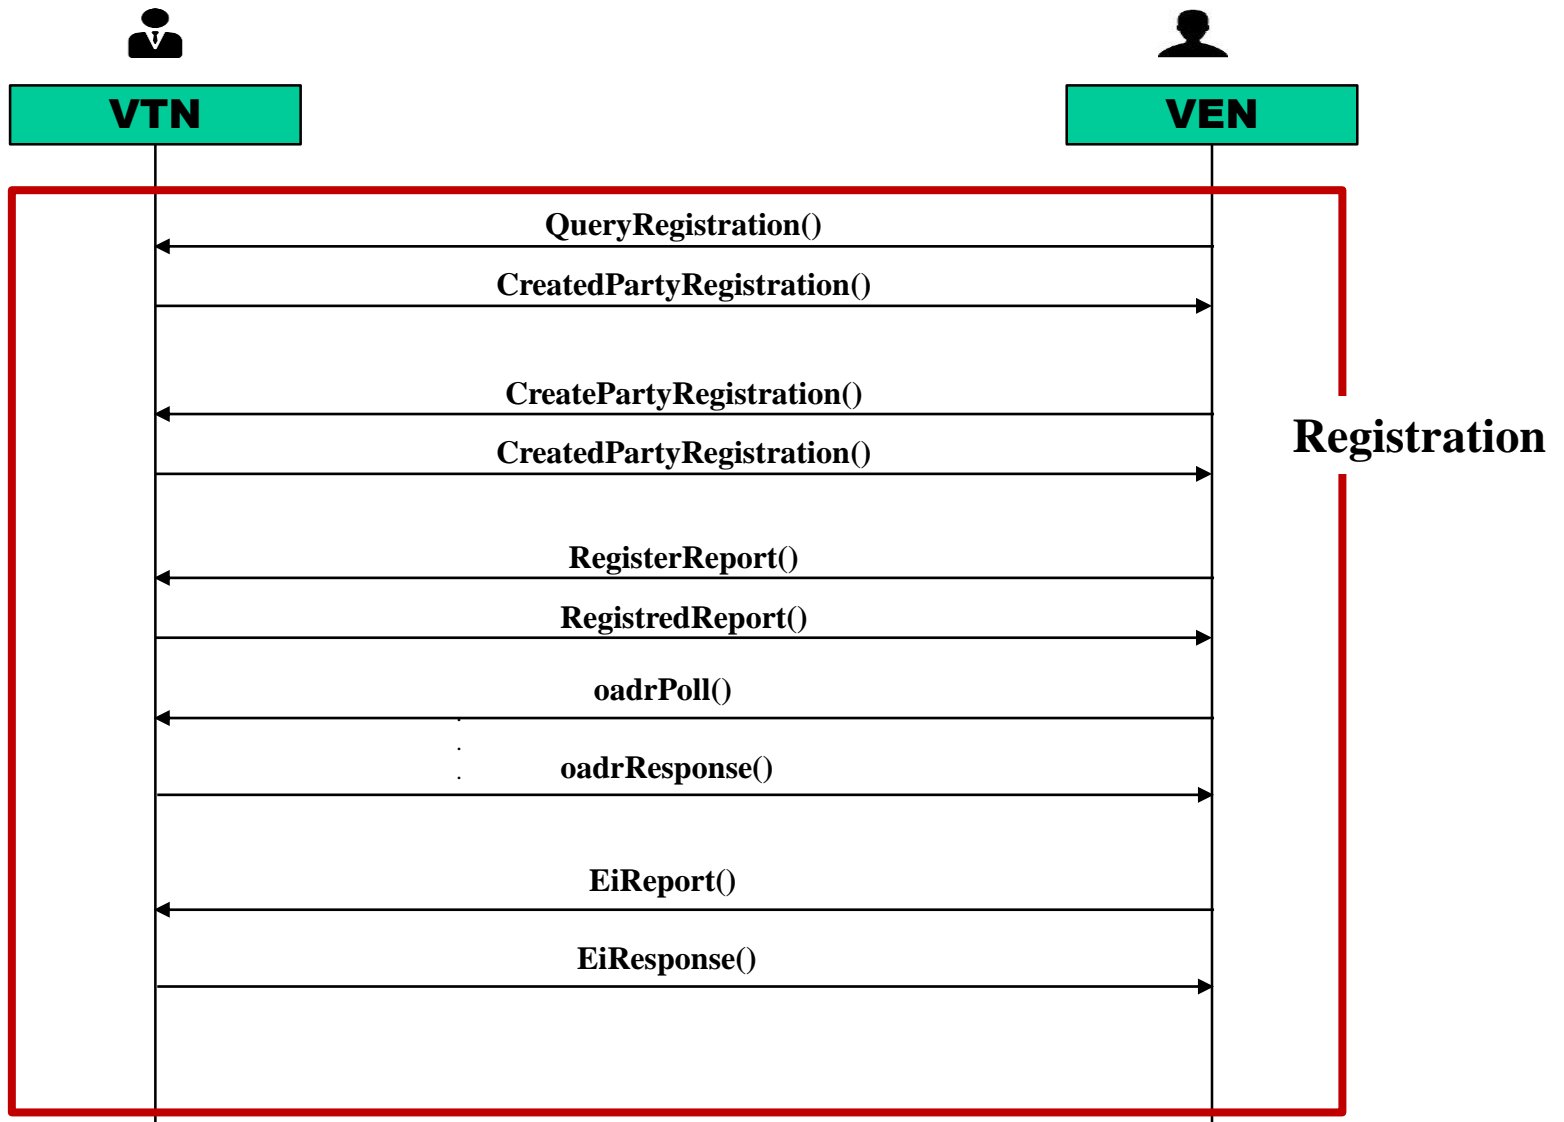 VTN
VEN
QueryRegistration()
CreatedPartyRegistration()
CreatePartyRegistration()
Registration
CreatedPartyRegistration()
RegisterReport()
RegistredReport()
oadrPoll()
.
.
.
oadrResponse()
EiReport()
EiResponse()